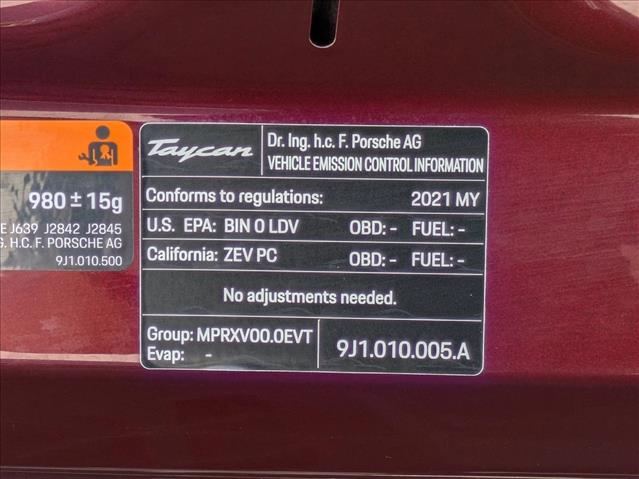 980 ± 15g
E J639 J2842 J2845
G. H.C. F. PORSCHE AG
9J1.010.500
Taycan
Dr. Ing. h.c. F. Porsche AG
VEHICLE EMISSION CONTROL INFORMATION
Conforms to regulations: 2021 MY
U.S. EPA: BIN 0 LDV OBD: - FUEL: -
California: ZEV PC OBD: - FUEL: -
No adjustments needed.
Group: MPRXV00.0EVT
Evap: -
9J1.010.005.A